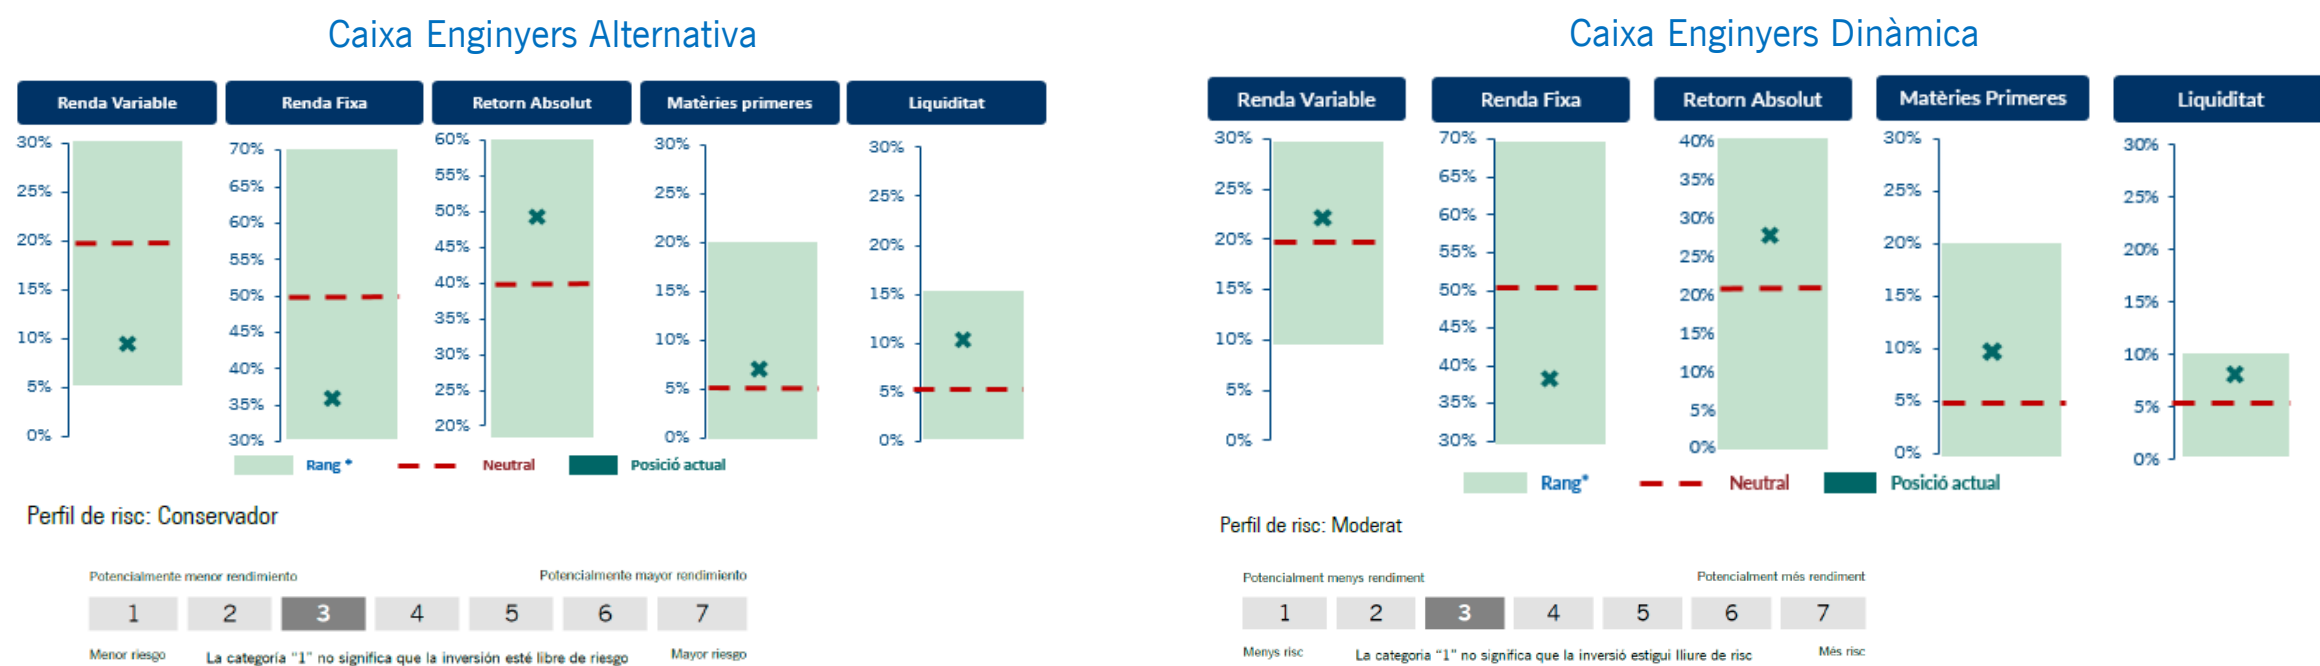 Caixa Enginyers Alternativa
Renda Variable Renda Fixa Retorn Absolut Matèries primeres Liquiditat
30% 25% 20% 15% 10% 5% 0%
70% 65% 60% 55% 50% 45% 40% 35% 30%
60% 55% 50% 45% 40% 35% 30% 25% 20%
30% 25% 20% 15% 10% 5% 0%
30% 25% 20% 15% 10% 5% 0%
Rang * Neutral Posició actual
Perfil de risc: Conservador
Potencialmente menor rendimiento Potencialmente mayor rendimiento
1 2 3 4 5 6 7
Menor riesgo La categoría "1" no significa que la inversión esté libre de riesgo Mayor riesgo
Caixa Enginyers Dinàmica
Renda Variable Renda Fixa Retorn Absolut Matèries Primeres Liquiditat
30% 25% 20% 15% 10% 5% 0%
70% 65% 60% 55% 50% 45% 40% 35% 30%
40% 35% 30% 25% 20% 15% 10% 5% 0%
30% 25% 20% 15% 10% 5% 0%
30% 25% 20% 15% 10% 5% 0%
Rang* Neutral Posició actual
Perfil de risc: Moderat
Potencialment menys rendiment Potencialment més rendiment
1 2 3 4 5 6 7
Menys risc La categoria "1" no significa que la inversió estigui lliure de risc Més risc